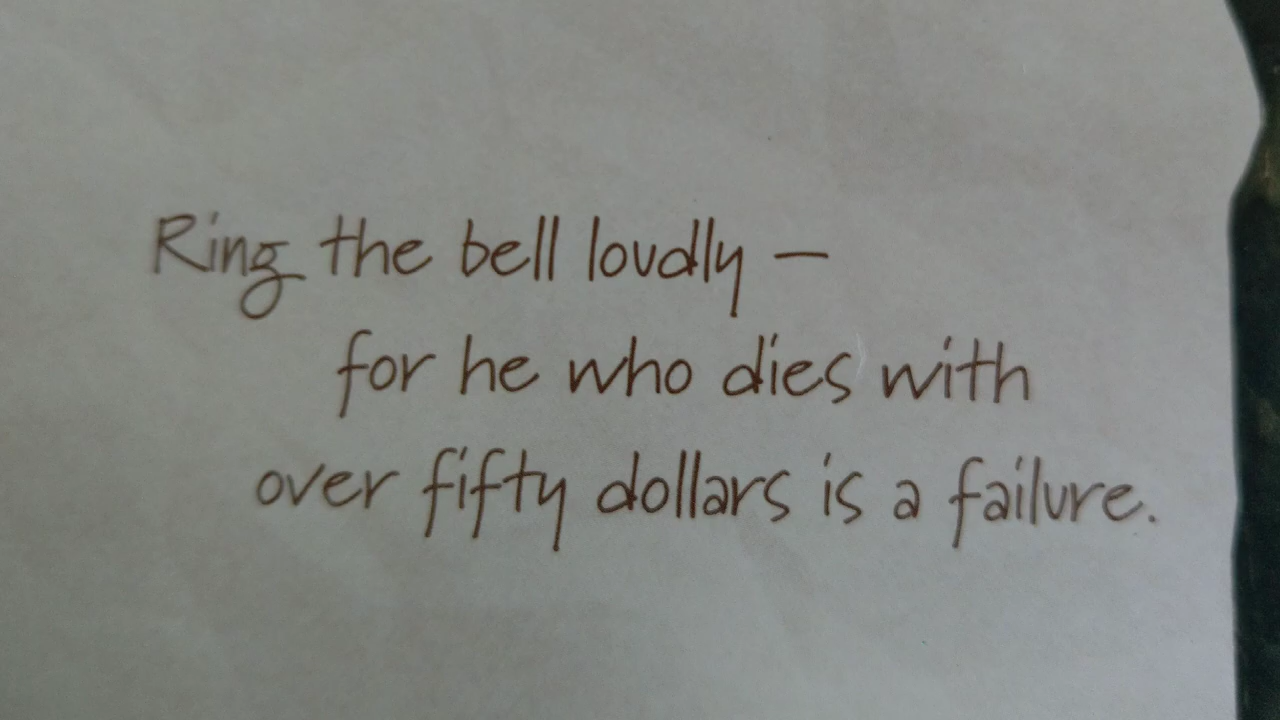 Ring the bell loudly —
for he who dies with
over fifty dollars is a failure.